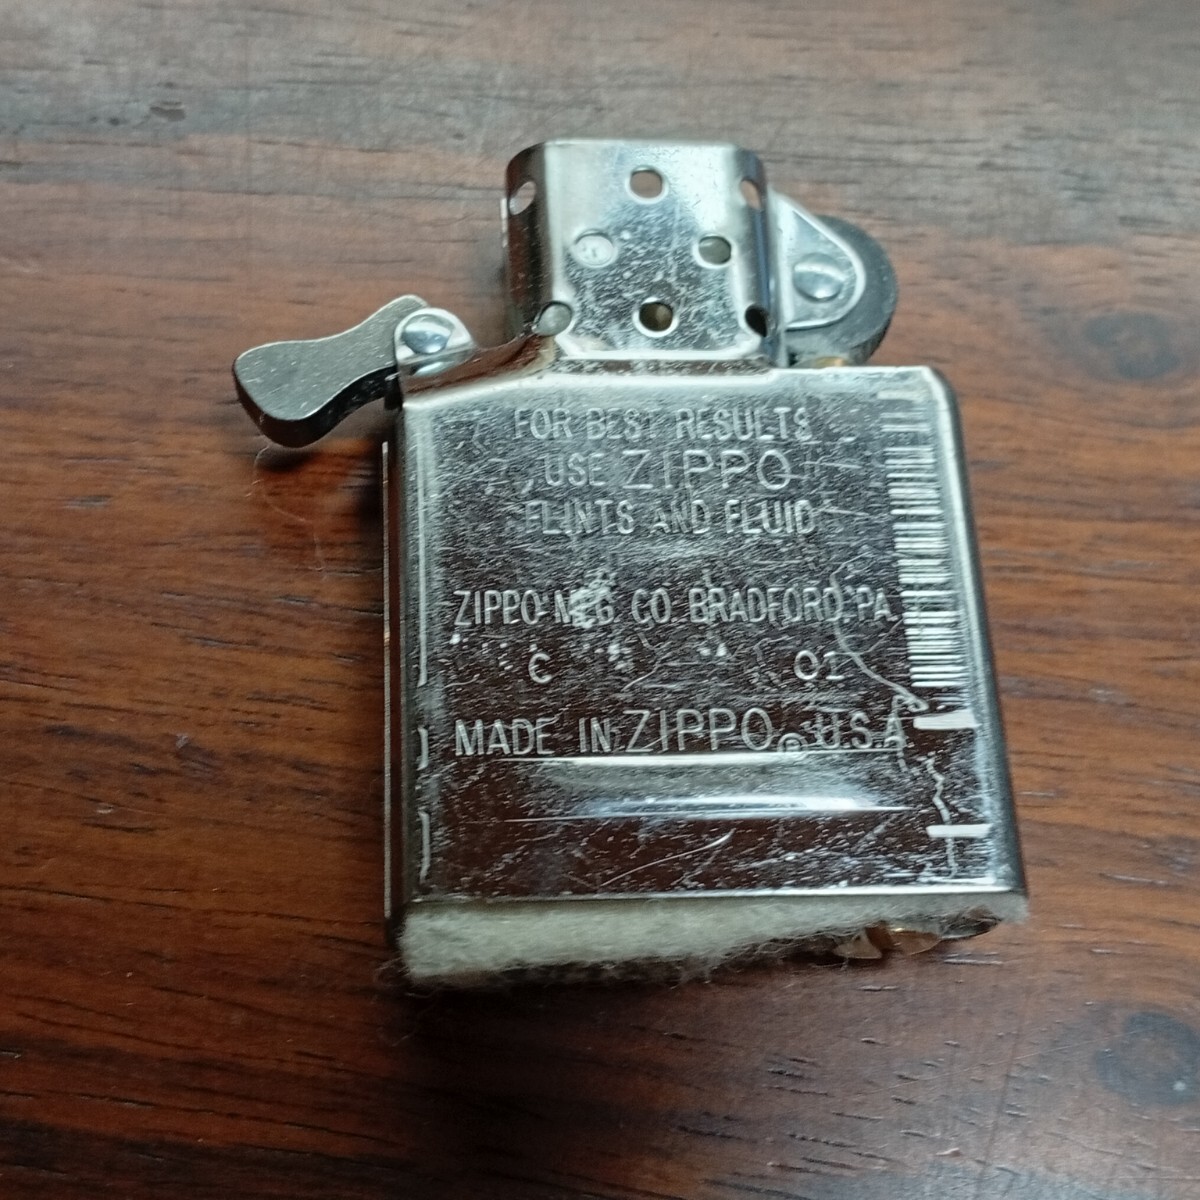 FOR BEST RESULTS
USE ZIPPO
FLINTS AND FLUID
ZIPPO MFG. CO. BRADFORD, PA.
C 01
MADE IN ZIPPO® U.S.A.